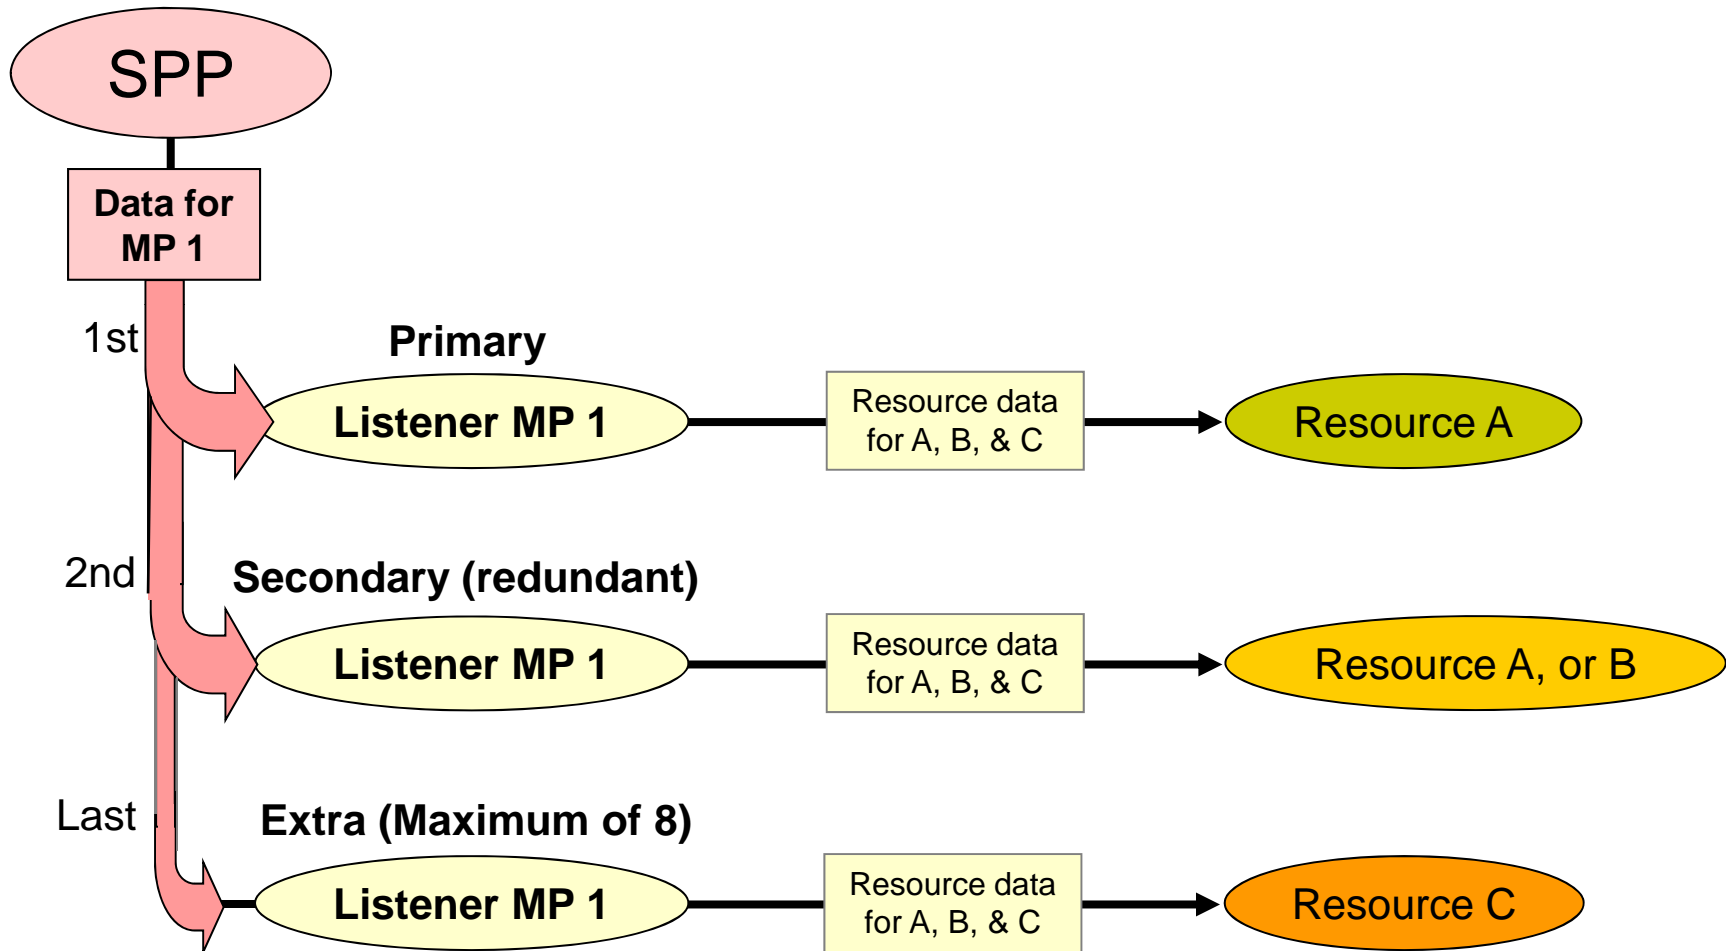 SPP
Data for
MP 1
1st
Primary
Listener MP 1
Resource data
for A, B, & C
Resource A
2nd
Secondary (redundant)
Listener MP 1
Resource data
for A, B, & C
Resource A, or B
Last
Extra (Maximum of 8)
Listener MP 1
Resource data
for A, B, & C
Resource C